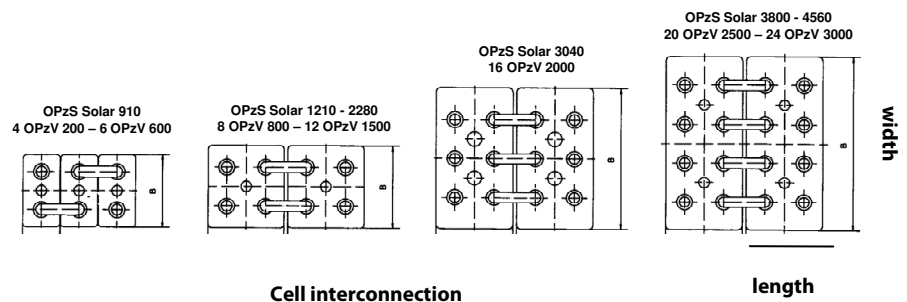 OPzS Solar 910
4 OPzV 200 – 6 OPzV 600
OPzS Solar 1210 - 2280
8 OPzV 800 – 12 OPzV 1500
OPzS Solar 3040
16 OPzV 2000
OPzS Solar 3800 - 4560
20 OPzV 2500 – 24 OPzV 3000
B
B
B
B
width
length
Cell interconnection